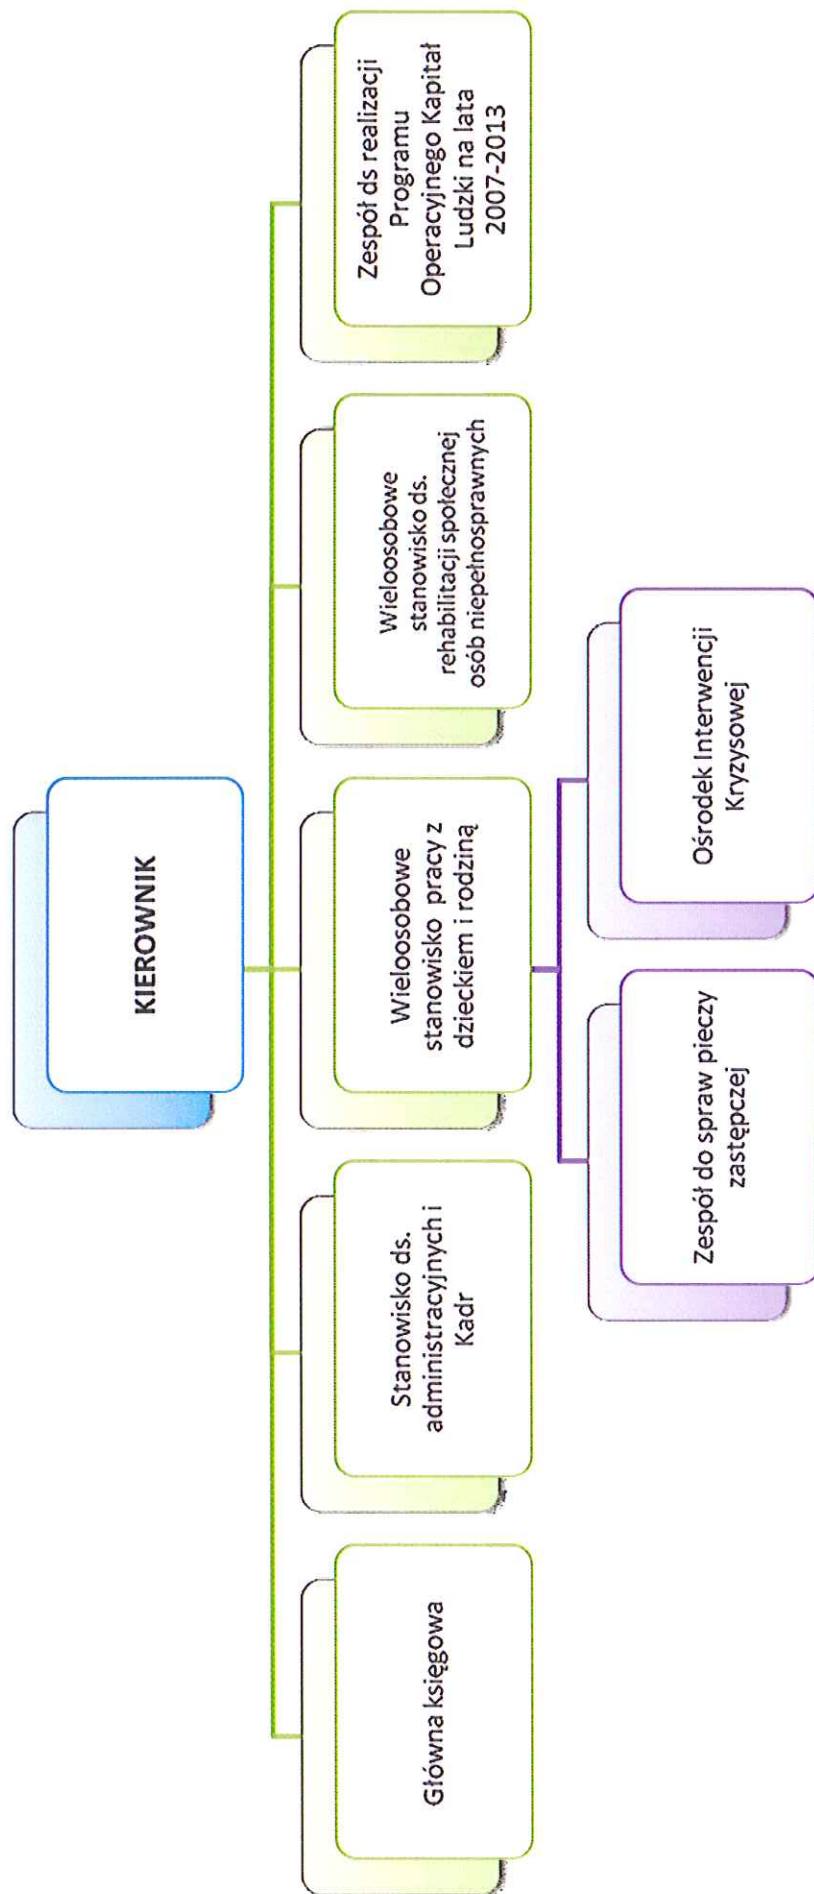 KIEROWNIK
Główna księgowa
Stanowisko ds.
administracyjnych i
Kadr
Wieloosobowe
stanowisko pracy z
dzieckiem i rodziną
Wieloosobowe
stanowisko ds.
rehabilitacji społecznej
osób niepełnosprawnych
Zespół ds realizacji
Programu
Operacyjnego Kapitał
Ludzki na lata
2007-2013
Zespół do spraw pieczy
zastępczej
Ośrodek Interwencji
Kryzysowej